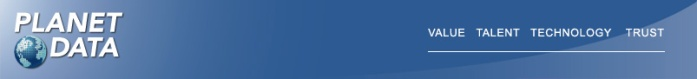 PLANET
DATA
VALUE TALENT TECHNOLOGY TRUST